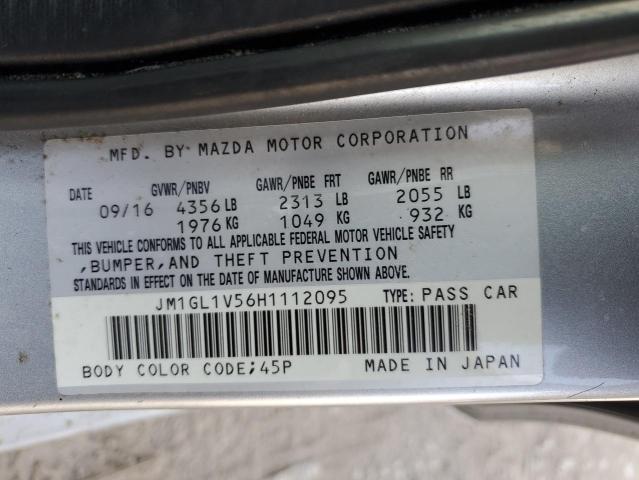 MFD. BY MAZDA MOTOR CORPORATION
DATE GVWR/PNBV GAWR/PNBE FRT GAWR/PNBE RR
09/16 4356 LB 2313 LB 2055 LB
1976 KG 1049 KG 932 KG
THIS VEHICLE CONFORMS TO ALL APPLICABLE FEDERAL MOTOR VEHICLE SAFETY
,BUMPER,AND THEFT PREVENTION
STANDARDS IN EFFECT ON THE DATE OF MANUFACTURE SHOWN ABOVE.
JM1GL1V56H1112095 TYPE: PASS CAR
BODY COLOR CODE;45P MADE IN JAPAN